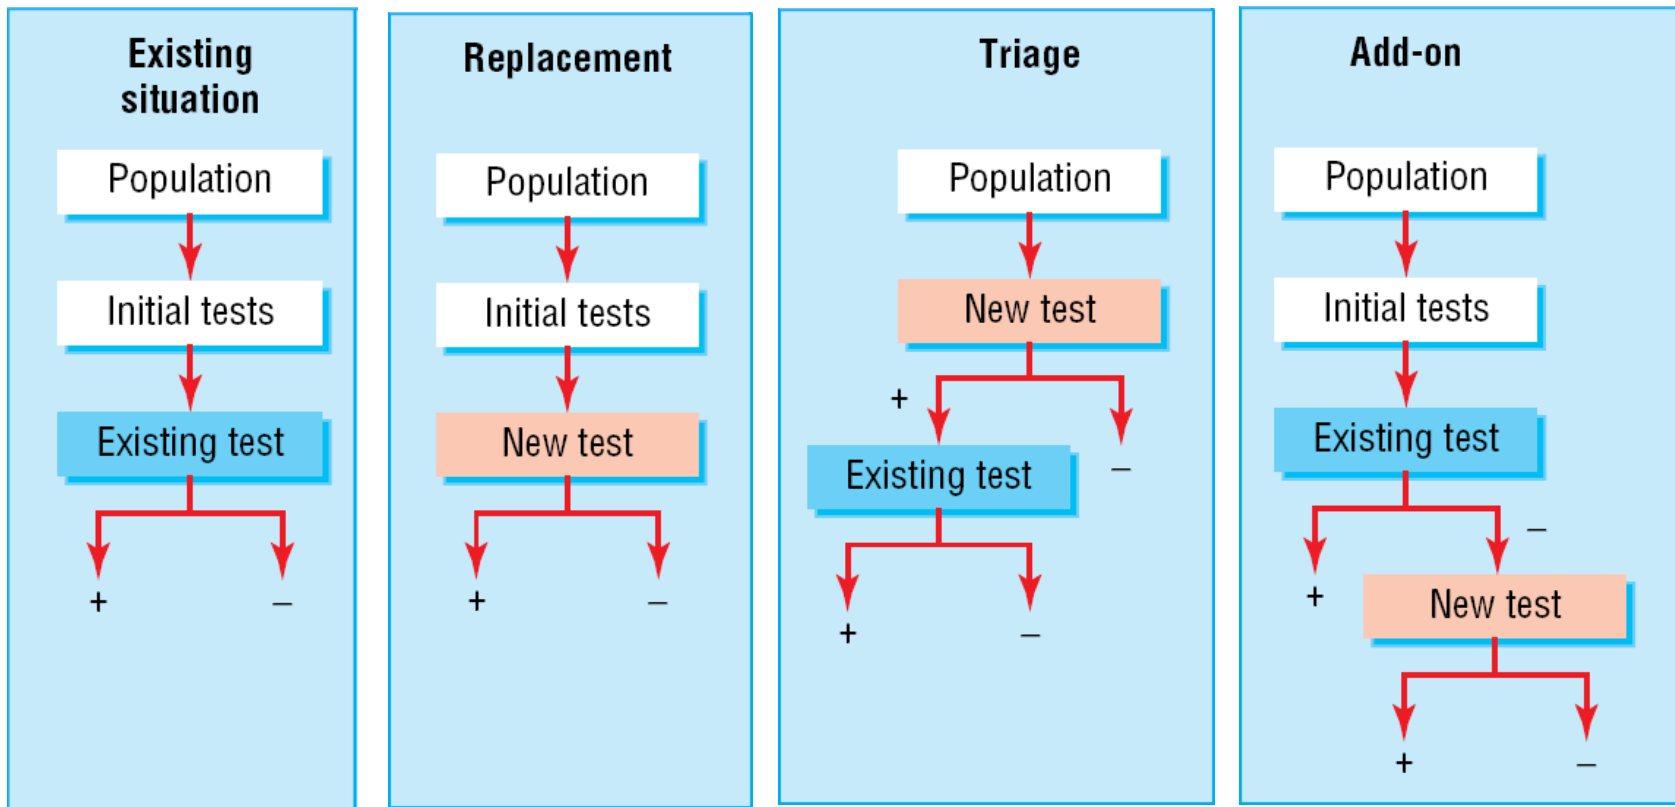 Existing
situation
Population
Initial tests
Existing test
+
–
Replacement
Population
Initial tests
New test
+
–
Triage
Population
New test
+
–
Existing test
+
–
Add-on
Population
Initial tests
Existing test
–
+
New test
+
–